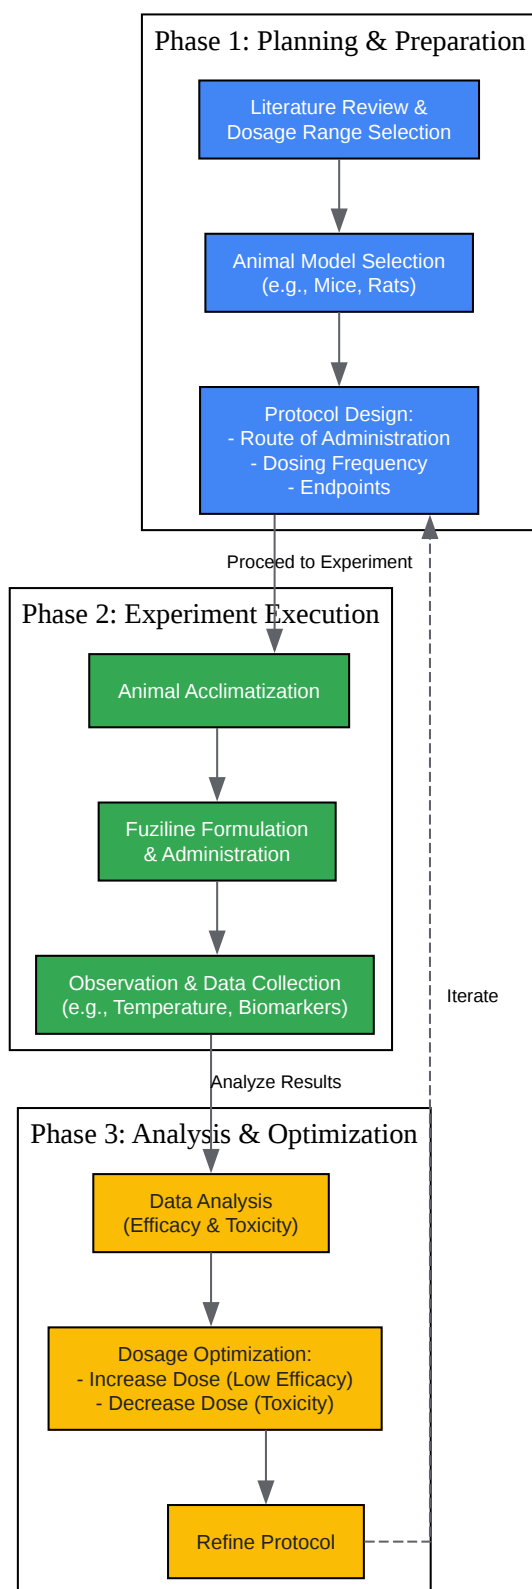 Phase 1: Planning & Preparation
Literature Review &
Dosage Range Selection
Animal Model Selection
(e.g., Mice, Rats)
Protocol Design:
- Route of Administration
- Dosing Frequency
- Endpoints
Proceed to Experiment
Phase 2: Experiment Execution
Animal Acclimatization
Fuziline Formulation
& Administration
Observation & Data Collection
(e.g., Temperature, Biomarkers)
Iterate
Analyze Results
Phase 3: Analysis & Optimization
Data Analysis
(Efficacy & Toxicity)
Dosage Optimization:
- Increase Dose (Low Efficacy)
- Decrease Dose (Toxicity)
Refine Protocol